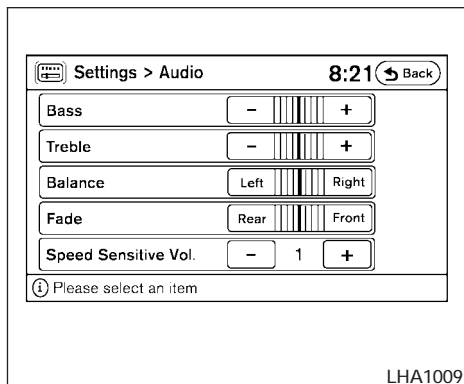 Settings > Audio 8:21 Back
Bass - +
Treble - +
Balance Left Right
Fade Rear Front
Speed Sensitive Vol. - 1 +
i Please select an item
LHA1009